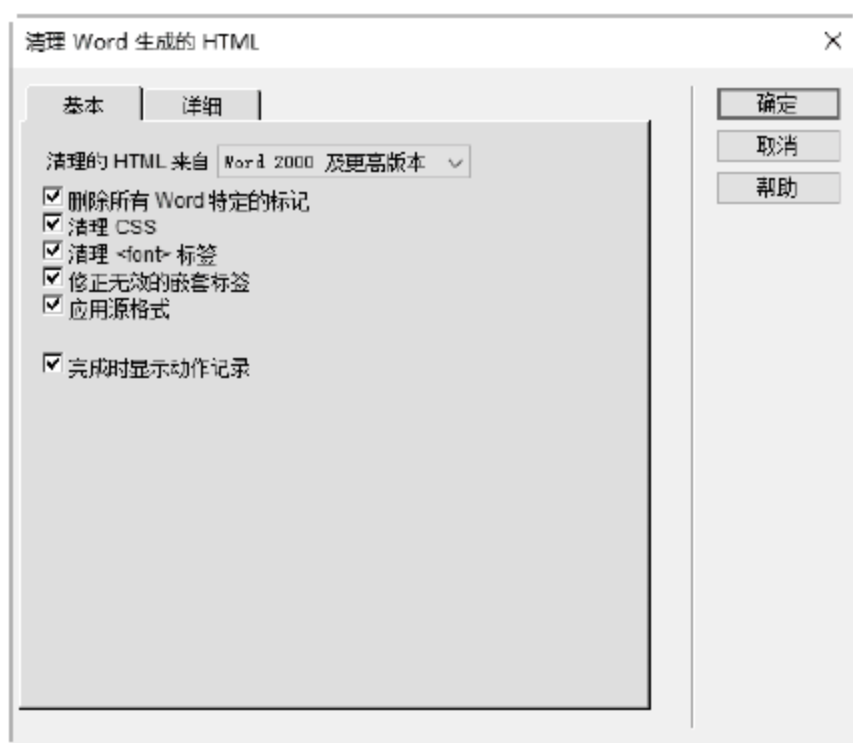 清理 Word 生成的 HTML
基本 详细
确定
取消
帮助
清理的 HTML 来自 Word 2000 及更高版本
删除所有 Word 特定的标记
清理 CSS
清理 <font> 标签
修正无效的嵌套标签
应用源格式
完成时显示动作记录